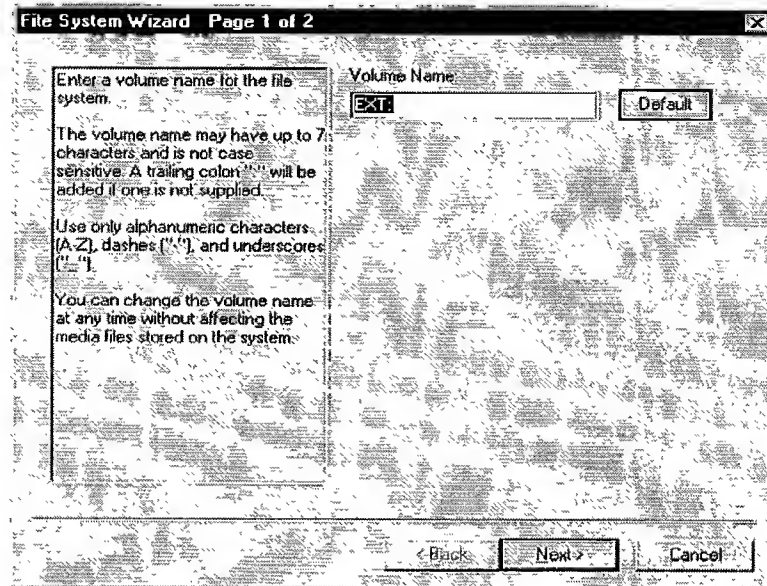 File System Wizard Page 1 of 2
Enter a volume name for the file
system.
The volume name may have up to 7
characters and is not case
sensitive. A trailing colon ":" will be
added if one is not supplied.
Use only alphanumeric characters
(A-Z), dashes ("-"), and underscores
("_").
You can change the volume name
at any time without affecting the
media files stored on the system.
Volume Name
EXT:
Default
< Back
Next >
Cancel